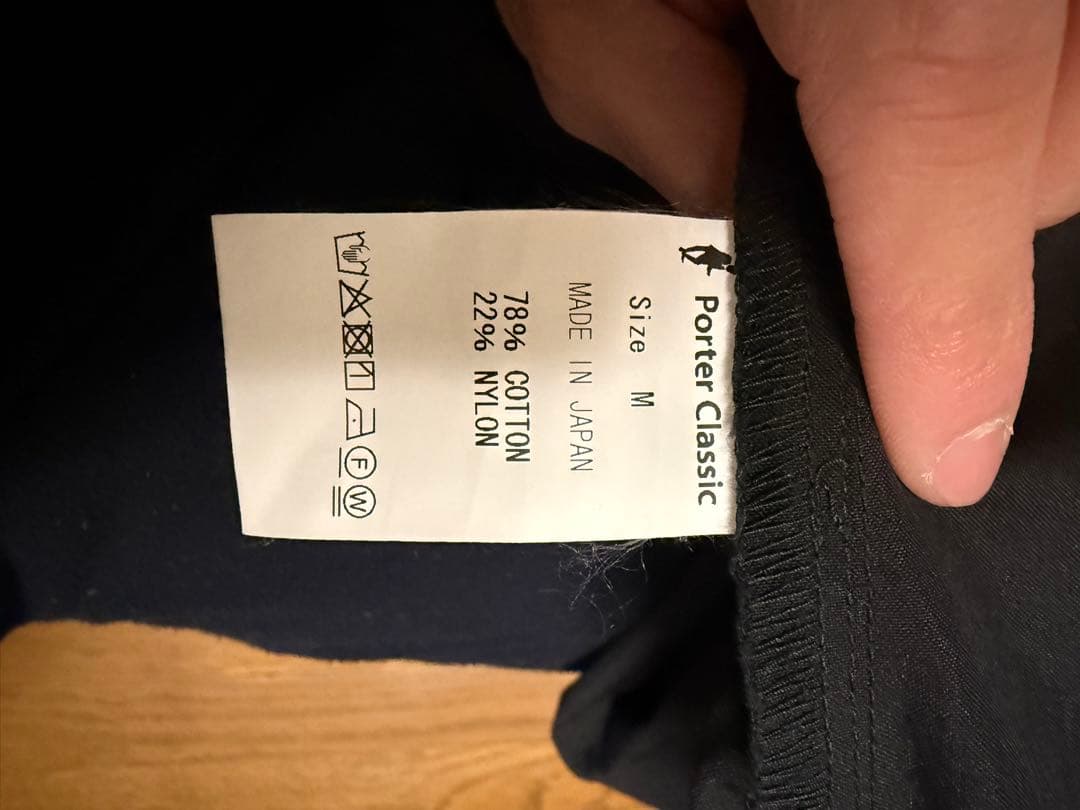 Porter Classic
Size M
MADE IN JAPAN
78% COTTON
22% NYLON
F W